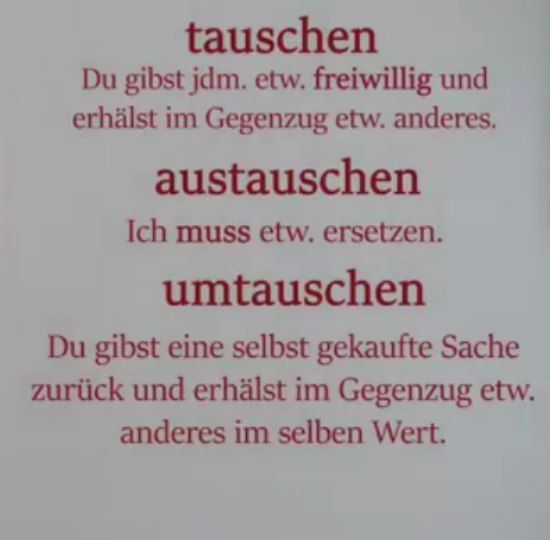 tauschen
Du gibst jdm. etw. freiwillig und
erhälst im Gegenzug etw. anderes.
austauschen
Ich muss etw. ersetzen.
umtauschen
Du gibst eine selbst gekaufte Sache
zurück und erhälst im Gegenzug etw.
anderes im selben Wert.